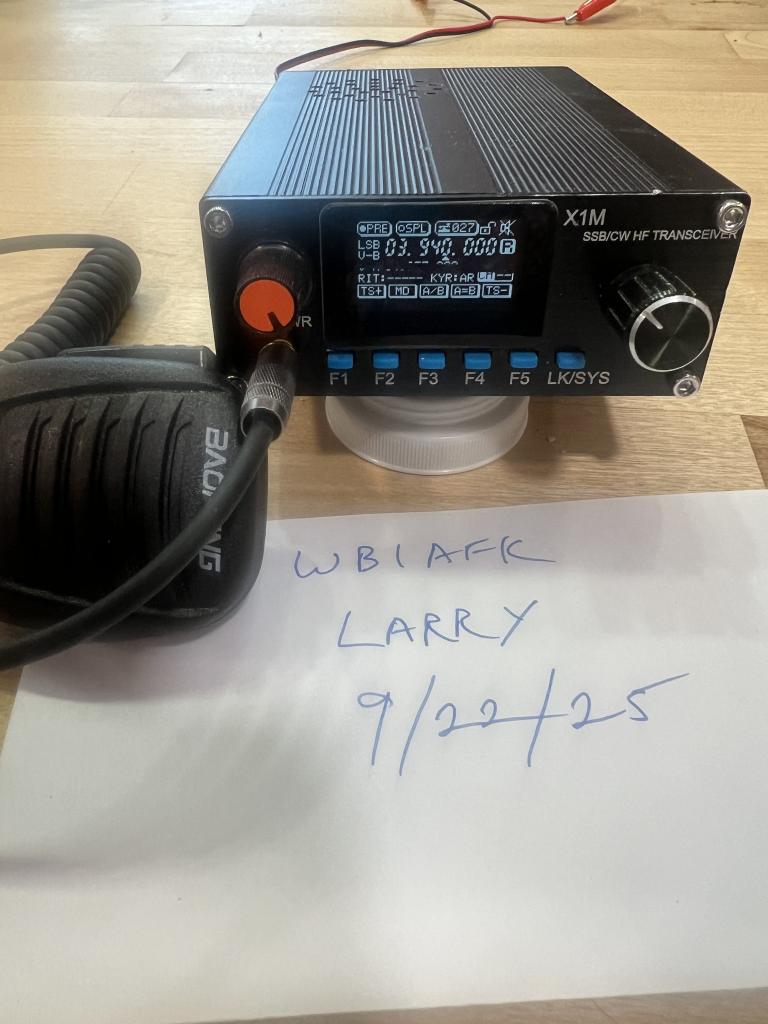 X1M
SSB/CW HF TRANSCEIVER
PRE SPL 027
LSB 03.940.000 R
V-B
RIT:----- KYR:AR
TS+ MD A/B A=B TS-
F1 F2 F3 F4 F5 LK/SYS
WB1AFK
LARRY
9/22/25